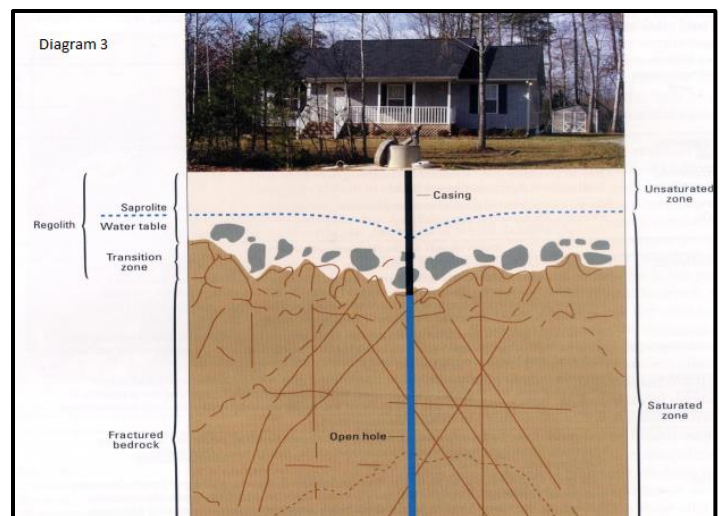 Diagram 3
Casing
Unsaturated
zone
Saprolite
Regolith
Water table
Transition
zone
Saturated
zone
Fractured
bedrock
Open hole